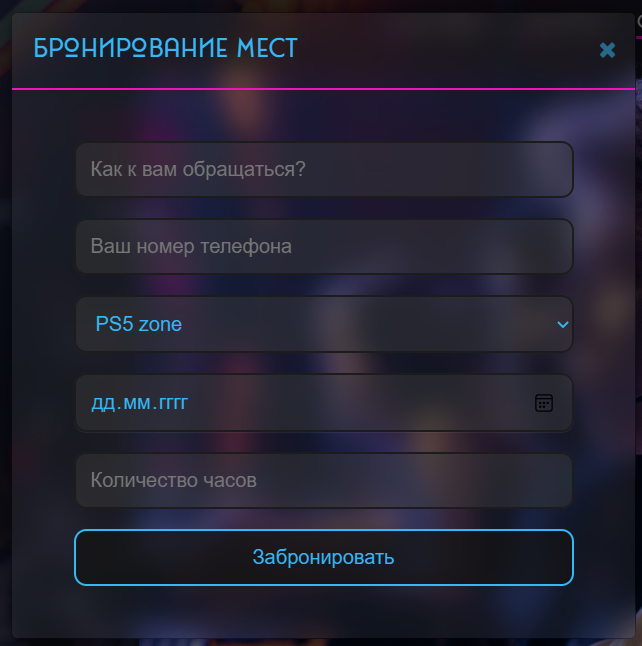 БРОНИРОВАНИЕ МЕСТ
Как к вам обращаться?
Ваш номер телефона
PS5 zone
дд.мм.гггг
Количество часов
Забронировать